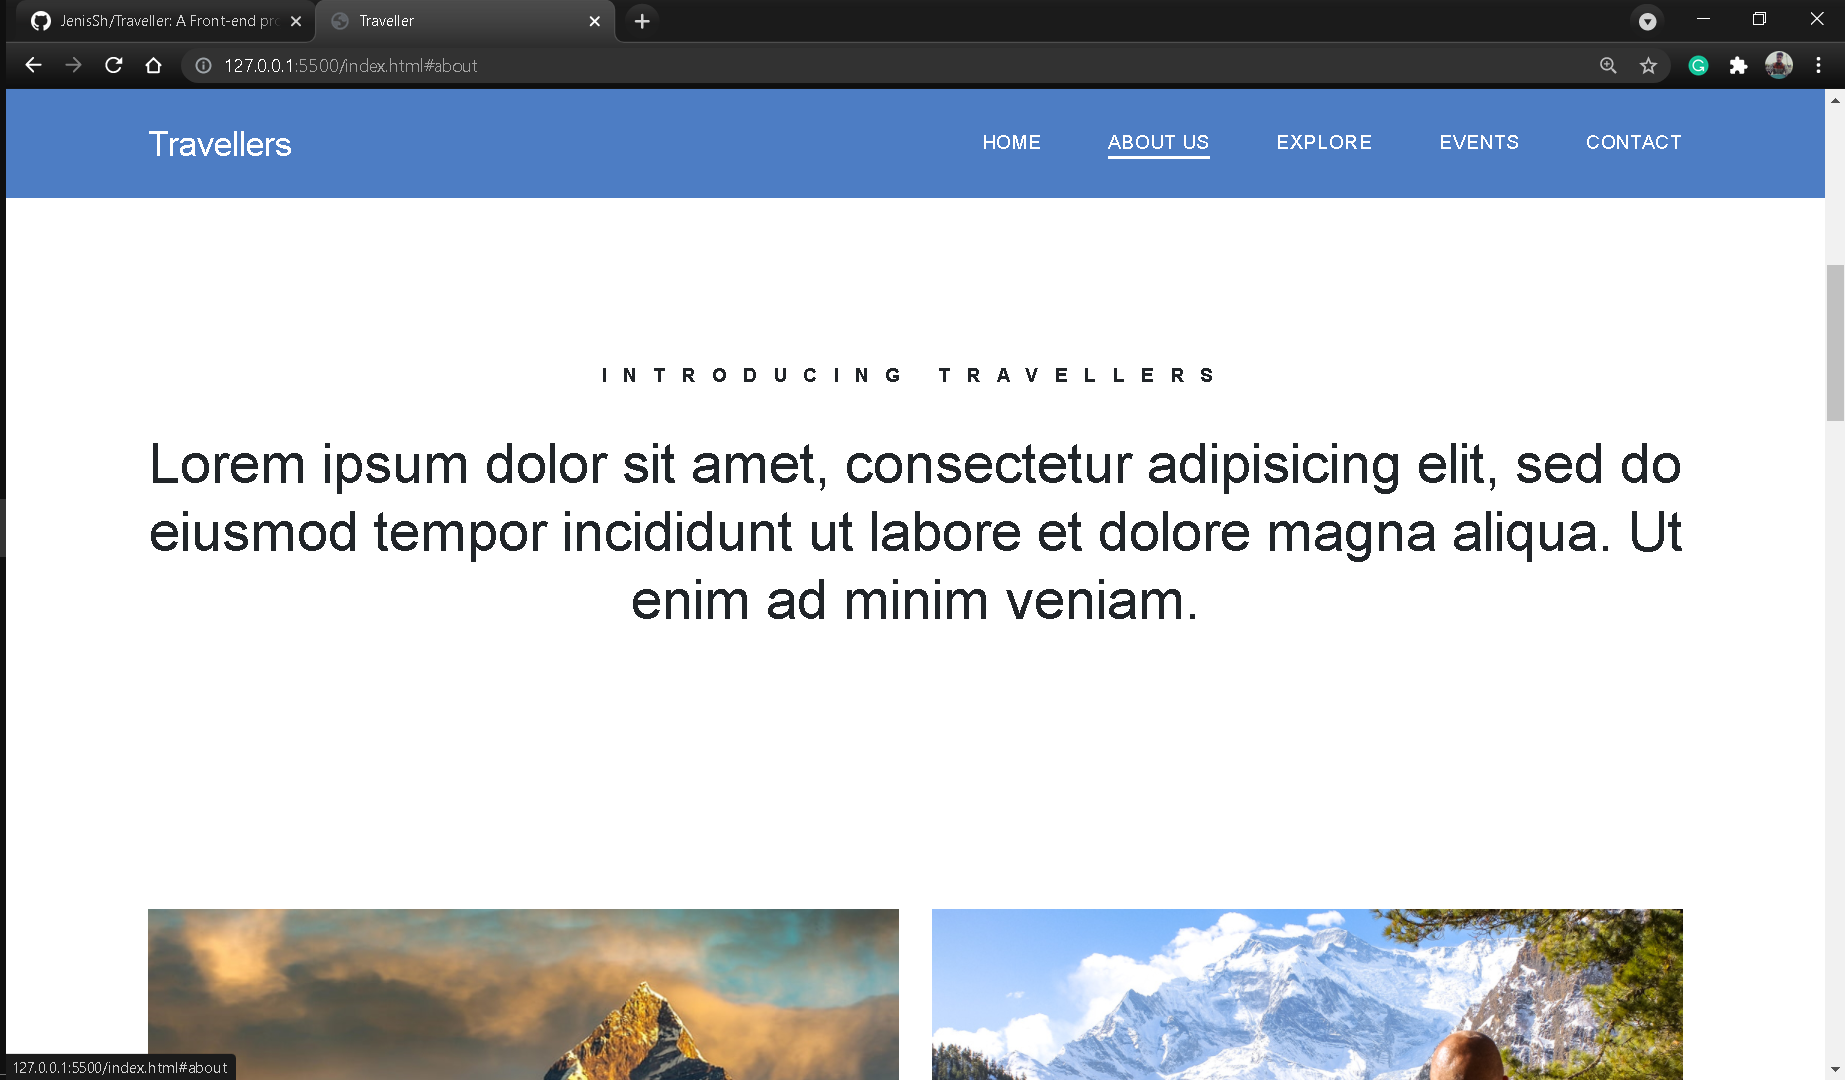 JenisSh/Traveller: A Front-end pro
Traveller
127.0.0.1:5500/index.html#about
Travellers
HOME
ABOUT US
EXPLORE
EVENTS
CONTACT
INTRODUCING TRAVELLERS
Lorem ipsum dolor sit amet, consectetur adipisicing elit, sed do
eiusmod tempor incididunt ut labore et dolore magna aliqua. Ut
enim ad minim veniam.
127.0.0.1:5500/index.html#about